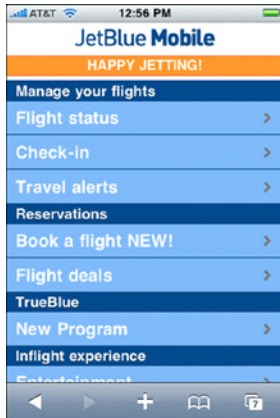 AT&T 12:56 PM
JetBlue Mobile
HAPPY JETTING!
Manage your flights
Flight status
Check-in
Travel alerts
Reservations
Book a flight NEW!
Flight deals
TrueBlue
New Program
Inflight experience
Entertainment
7